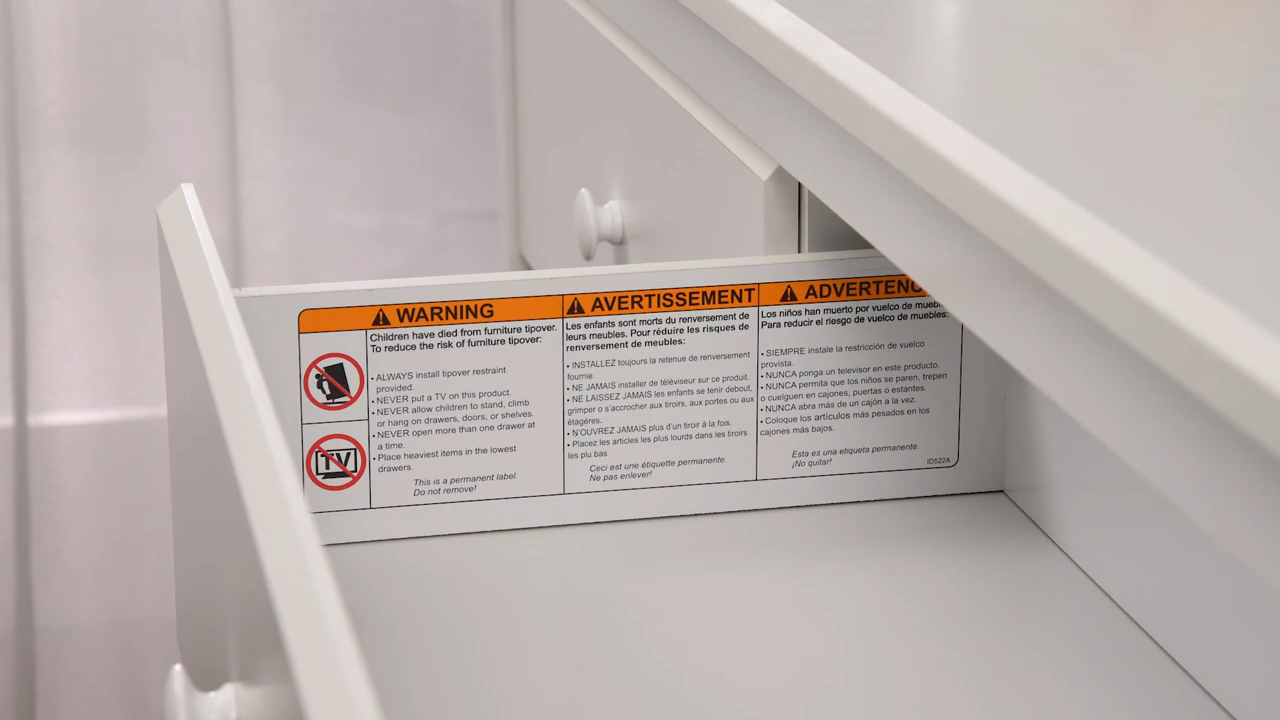 WARNING
Children have died from furniture tipover.
To reduce the risk of furniture tipover:
• ALWAYS install tipover restraint
provided.
• NEVER put a TV on this product.
• NEVER allow children to stand, climb
or hang on drawers, doors, or shelves.
• NEVER open more than one drawer at
a time.
• Place heaviest items in the lowest
drawers.
This is a permanent label.
Do not remove!
TV
AVERTISSEMENT
Les enfants sont morts du renversement de
leurs meubles. Pour réduire les risques de
renversement de meubles:
• INSTALLEZ toujours la retenue de renversement
fournie.
• NE JAMAIS installer de téléviseur sur ce produit.
• NE LAISSEZ JAMAIS les enfants se tenir debout,
grimper o s'accrocher aux tiroirs, aux portes ou aux
étagères.
• N'OUVREZ JAMAIS plus d'un tiroir à la fois.
• Placez les articles les plus lourds dans les tiroirs
les plu bas.
Ceci est une étiquette permanente.
Ne pas enlever!
ADVERTENC
Los niños han muerto por vuelco de mueb
Para reducir el riesgo de vuelco de muebles:
• SIEMPRE instale la restricción de vuelco
provista.
• NUNCA ponga un televisor en este producto.
• NUNCA permita que los niños se paren, trepen
o cuelguen en cajones, puertas o estantes.
• NUNCA abra más de un cajón a la vez.
• Coloque los artículos más pesados en los
cajones más bajos.
Esta es una etiqueta permanente.
¡No quitar!
ID522A